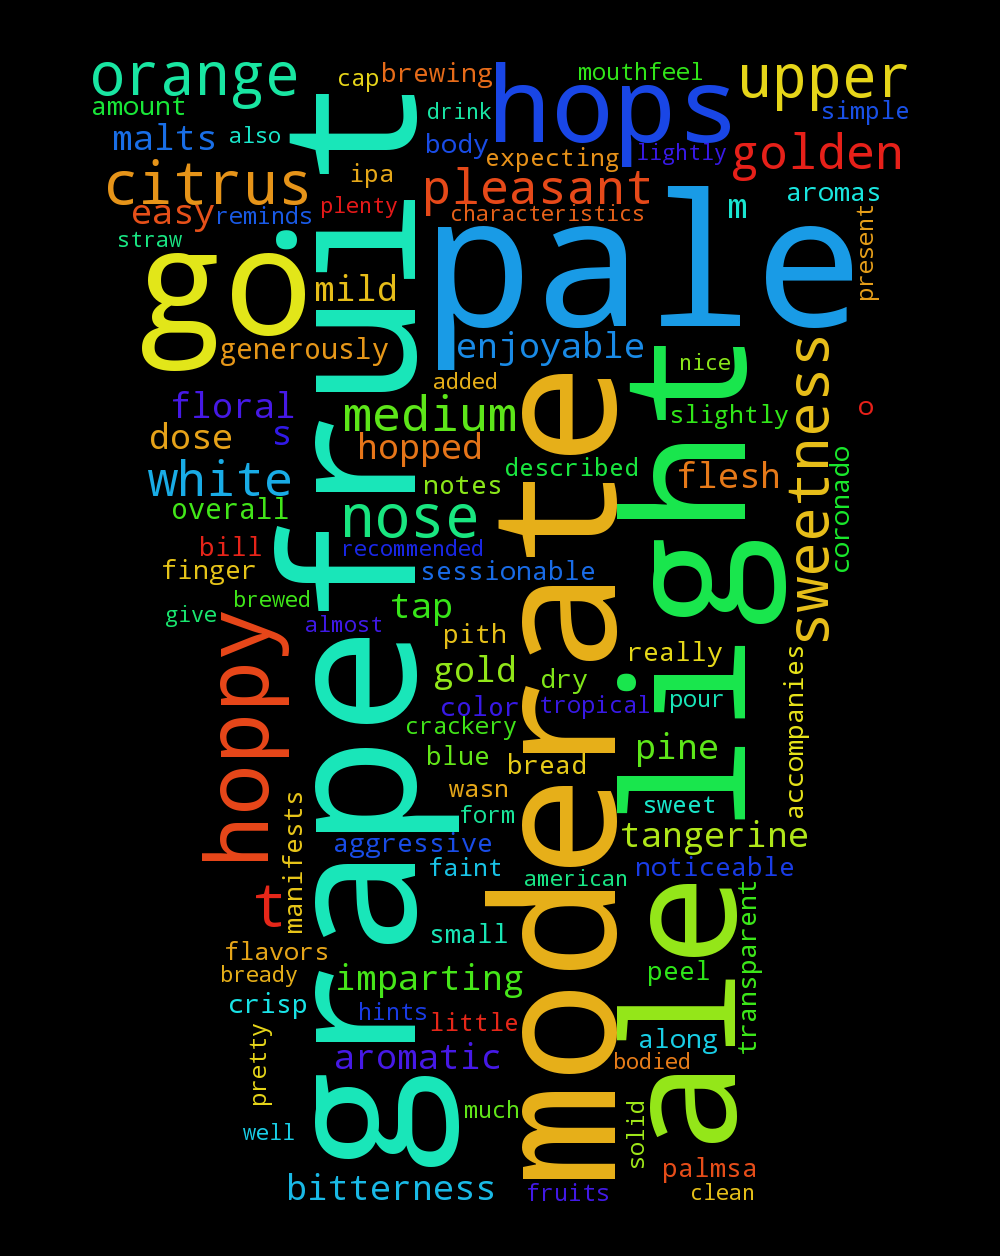 orange
cap
brewing
hops
mouthfeel
upper
amount
drink
simple
malts
also
body
expecting
lightly
golden
citrus
ipa
pleasant
m
aromas
easy
reminds
plenty
characteristics
present
straw
go
mild
pale
generously
enjoyable
grapefruit
added
nice
light
sweetness
floral
s
medium
slightly
o
dose
hopped
moderate
white
notes
described
flesh
coronado
overall
nose
bill
recommended
finger
sessionable
give
brewed
almost
tap
hoppy
pith
really
gold
dry
accompanies
color
tropical
pour
crackery
blue
bread
pine
wasn
form
sweet
manifests
aggressive
tangerine
faint
american
noticeable
t
small
ale
transparent
flavors
bready
imparting
peel
crisp
hints
little
along
pretty
aromatic
bodied
much
solid
well
palmsa
bitterness
fruits
clean